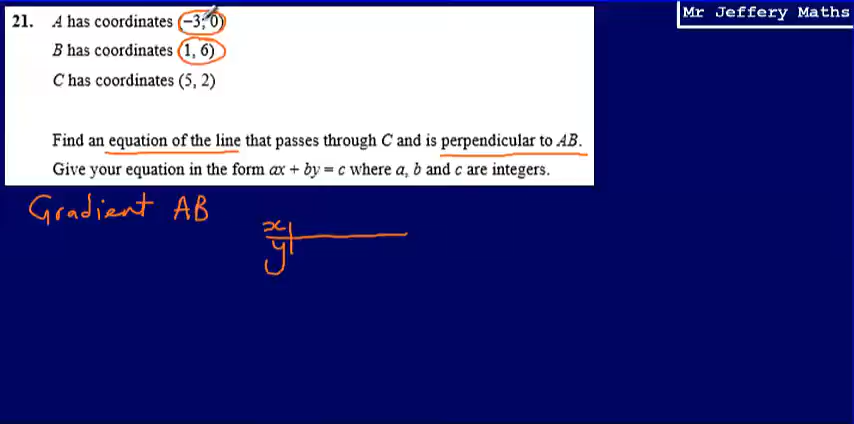 Mr Jeffery Maths
21. A has coordinates (−3, 0)
B has coordinates (1, 6)
C has coordinates (5, 2)
Find an equation of the line that passes through C and is perpendicular to AB.
Give your equation in the form ax + by = c where a, b and c are integers.
Gradient AB
x
y